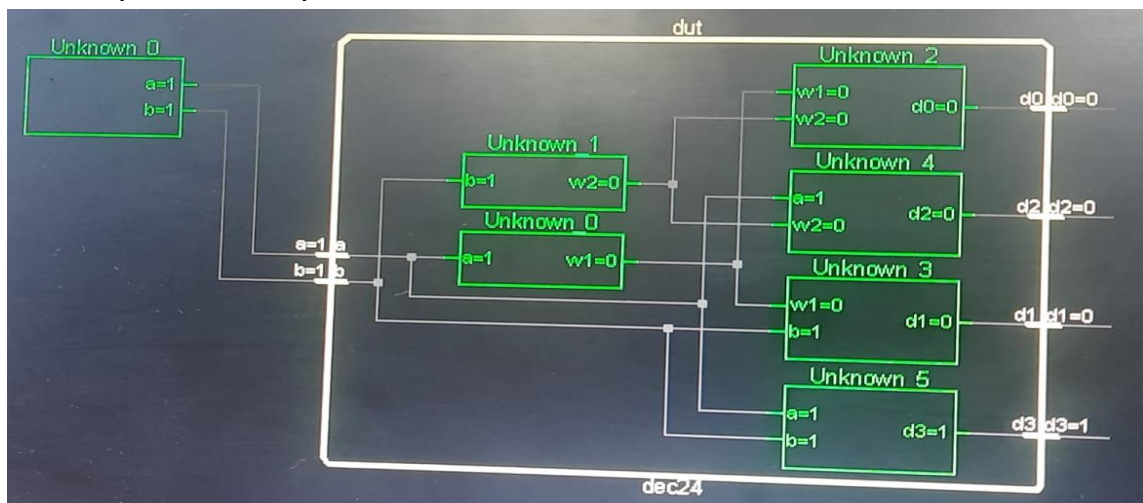 dut
Unknown_0
a=1
b=1
Unknown_2
w1=0
w2=0
d0=0
d0 d0=0
Unknown_1
b=1
w2=0
Unknown_4
a=1
w2=0
d2=0
d2 d2=0
Unknown_0
a=1
w1=0
a=1 a
b=1 b
Unknown_3
w1=0
b=1
d1=0
d1 d1=0
Unknown_5
a=1
b=1
d3=1
d3 d3=1
dec24